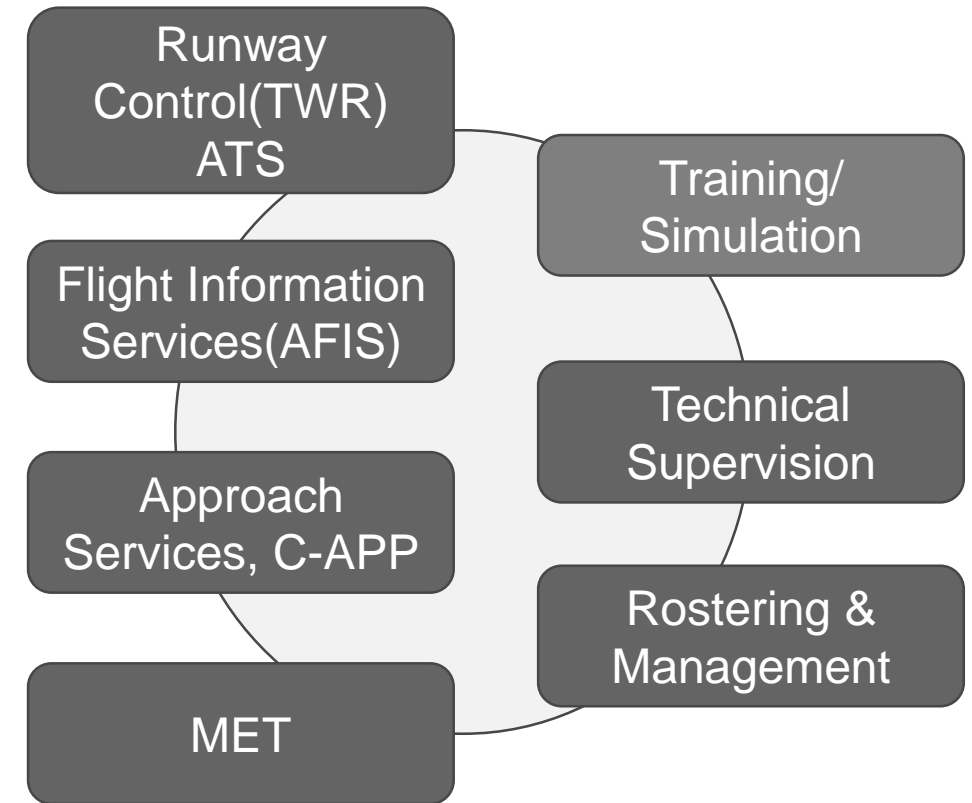 Runway
Control(TWR)
ATS
Flight Information
Services(AFIS)
Approach
Services, C-APP
MET
Training/
Simulation
Technical
Supervision
Rostering &
Management